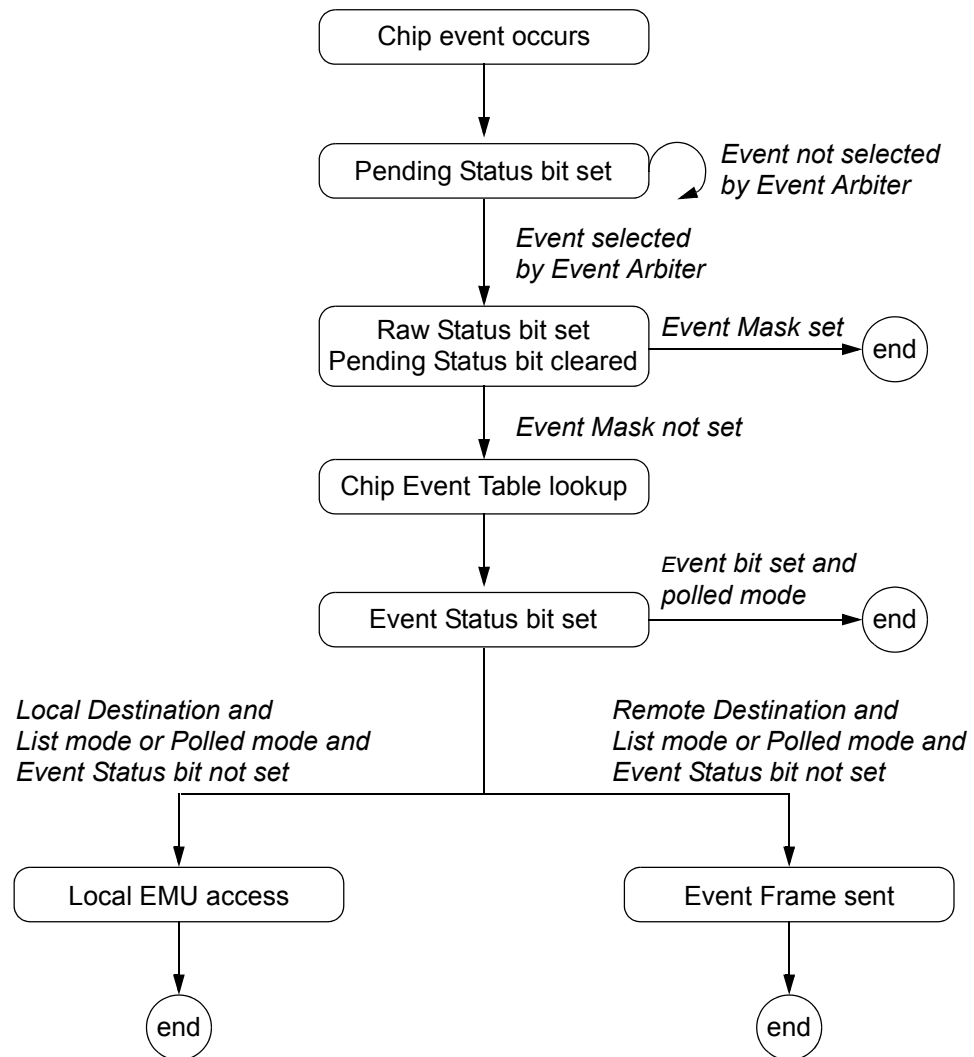 Chip event occurs
Pending Status bit set
Event not selected
by Event Arbiter
Event selected
by Event Arbiter
Raw Status bit set
Pending Status bit cleared
Event Mask set
end
Event Mask not set
Chip Event Table lookup
Event bit set and
polled mode
Event Status bit set
end
Local Destination and
List mode or Polled mode and
Event Status bit not set
Remote Destination and
List mode or Polled mode and
Event Status bit not set
Local EMU access
Event Frame sent
end
end